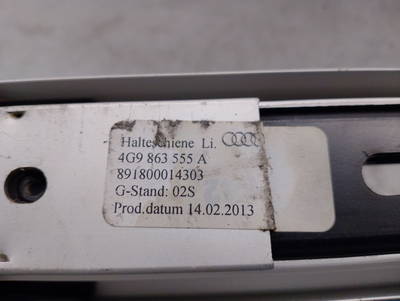 Halteschiene Li.
4G9 863 555 A
891800014303
G-Stand: 02S
Prod.datum 14.02.2013